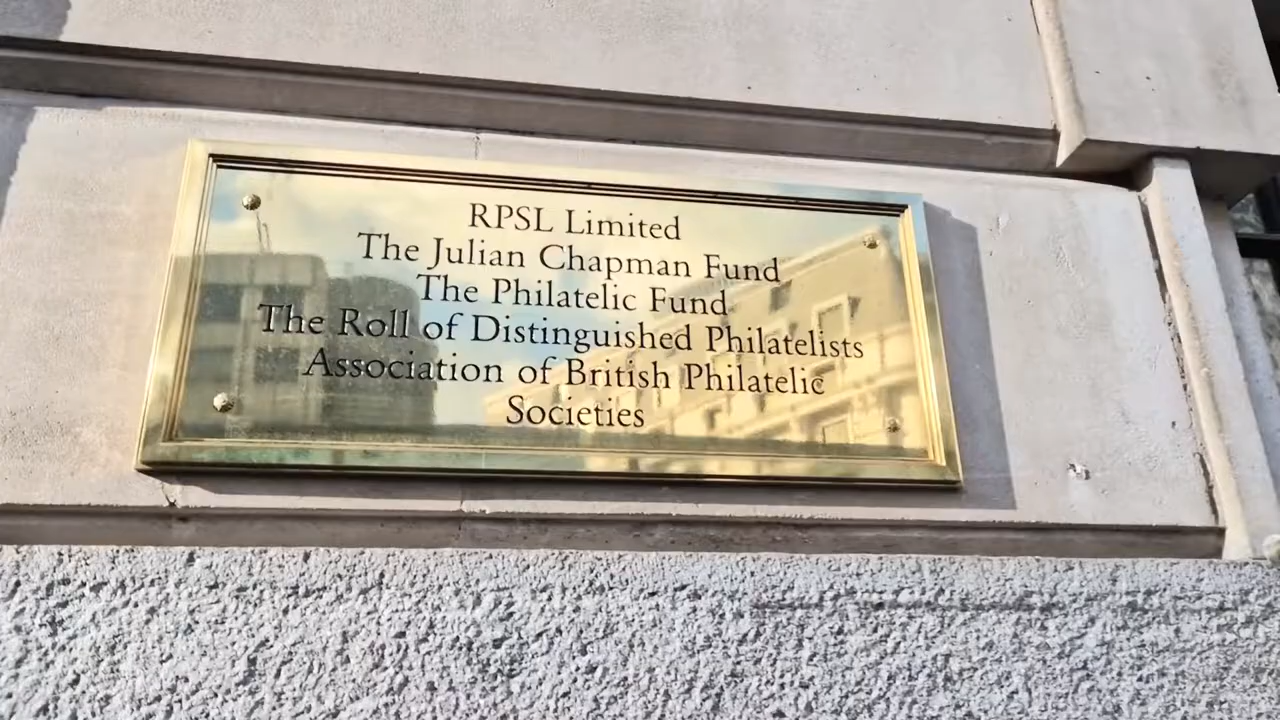 RPSL Limited
The Julian Chapman Fund
The Philatelic Fund
The Roll of Distinguished Philatelists
Association of British Philatelic
Societies